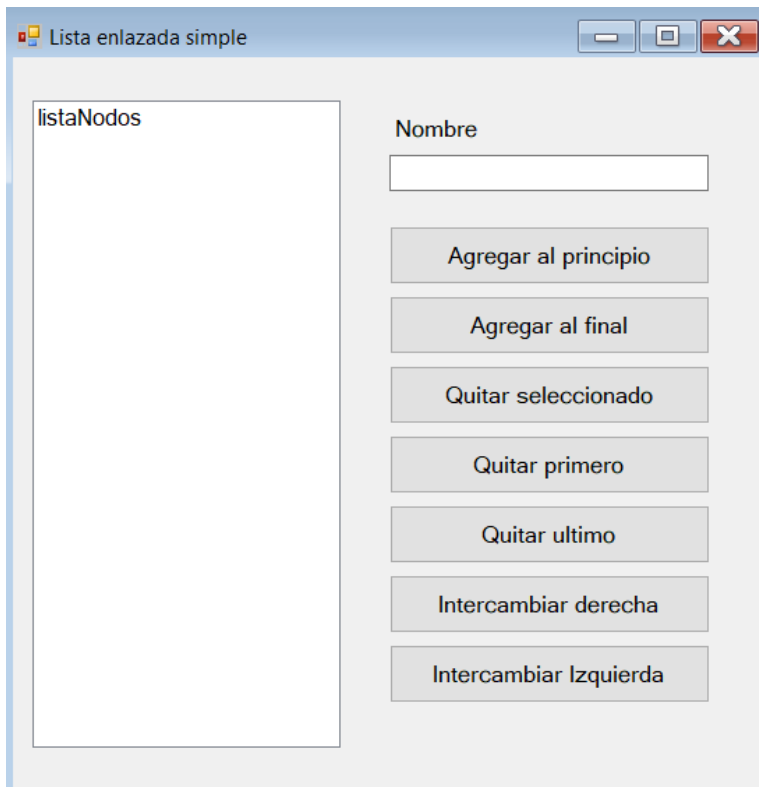 Lista enlazada simple
listaNodos
Nombre
Agregar al principio
Agregar al final
Quitar seleccionado
Quitar primero
Quitar ultimo
Intercambiar derecha
Intercambiar Izquierda